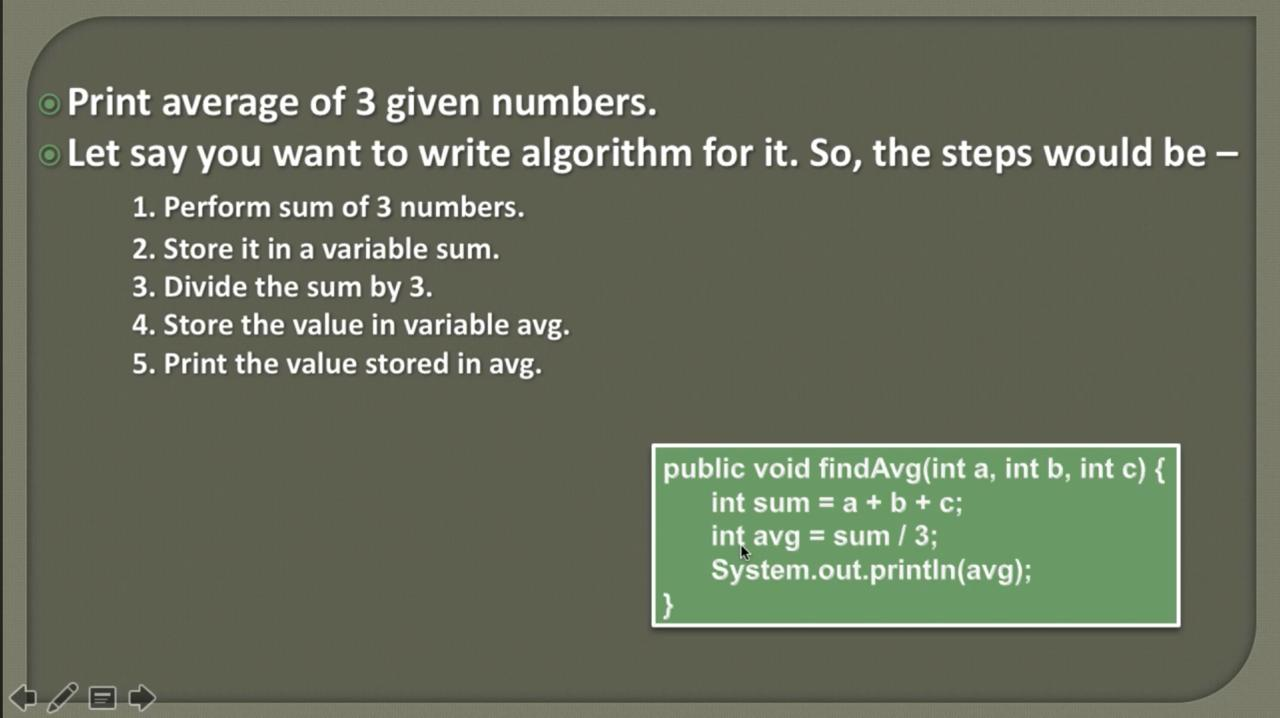 Print average of 3 given numbers.
Let say you want to write algorithm for it. So, the steps would be –
1. Perform sum of 3 numbers.
2. Store it in a variable sum.
3. Divide the sum by 3.
4. Store the value in variable avg.
5. Print the value stored in avg.
public void findAvg(int a, int b, int c) {
int sum = a + b + c;
int avg = sum / 3;
System.out.println(avg);
}